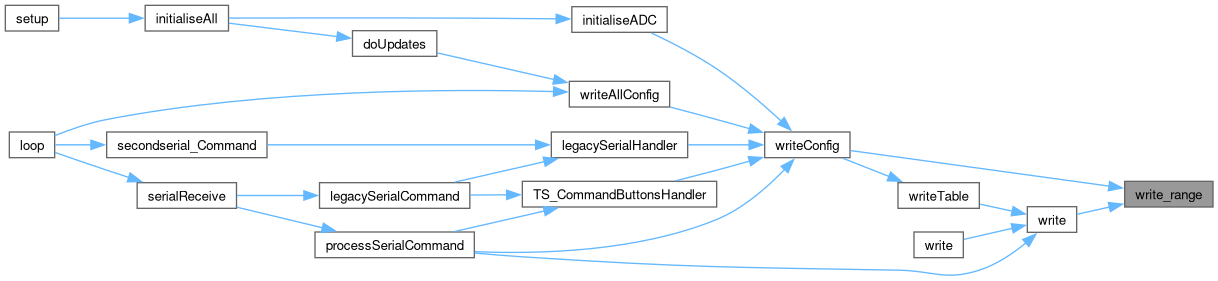 setup
initialiseAll
initialiseADC
doUpdates
writeAllConfig
loop
secondserial_Command
legacySerialHandler
writeConfig
serialReceive
legacySerialCommand
TS_CommandButtonsHandler
writeTable
write_range
processSerialCommand
write
write